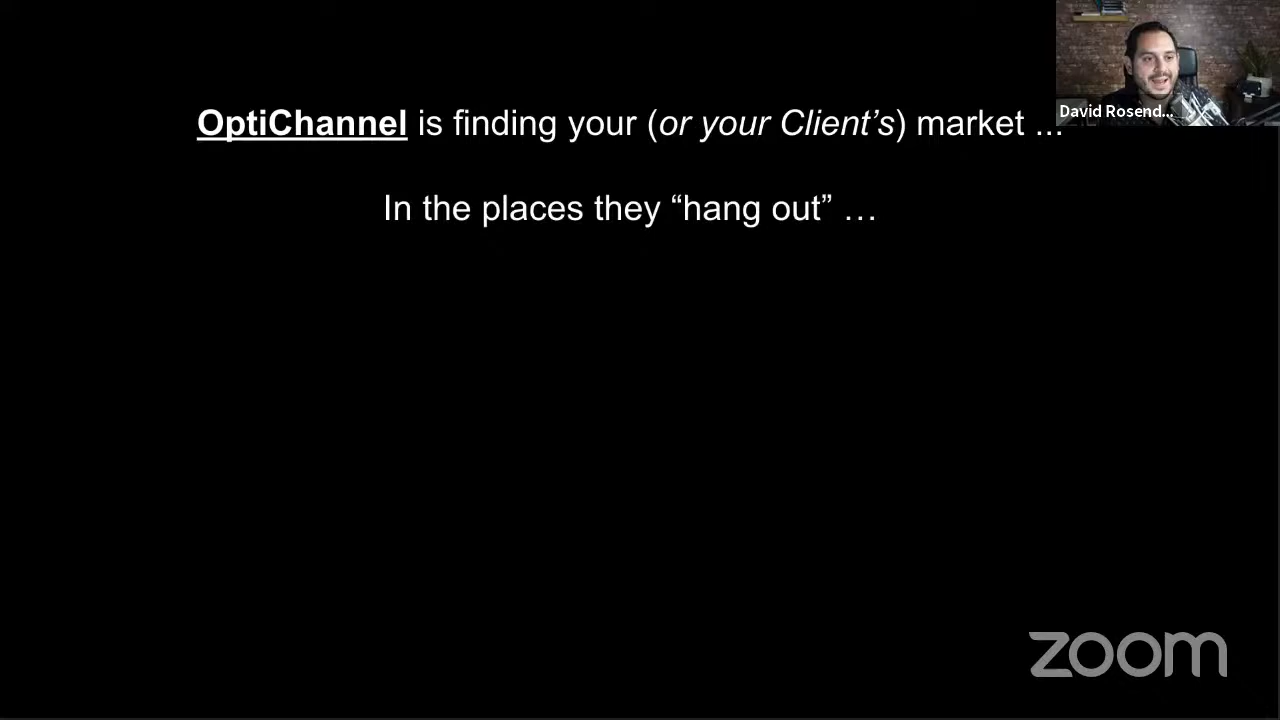 OptiChannel is finding your (or your Client’s) market ...
David Rosend...
In the places they “hang out” …
zoom